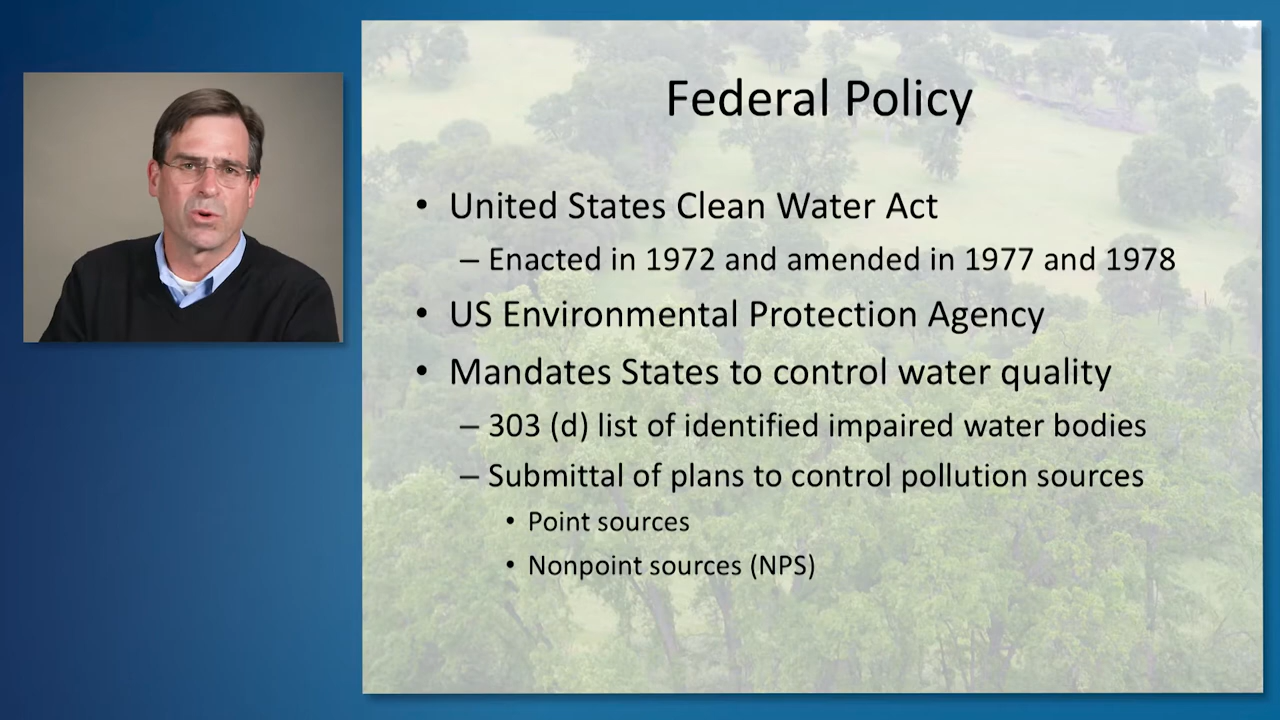 Federal Policy
• United States Clean Water Act
– Enacted in 1972 and amended in 1977 and 1978
• US Environmental Protection Agency
• Mandates States to control water quality
– 303 (d) list of identified impaired water bodies
– Submittal of plans to control pollution sources
• Point sources
• Nonpoint sources (NPS)